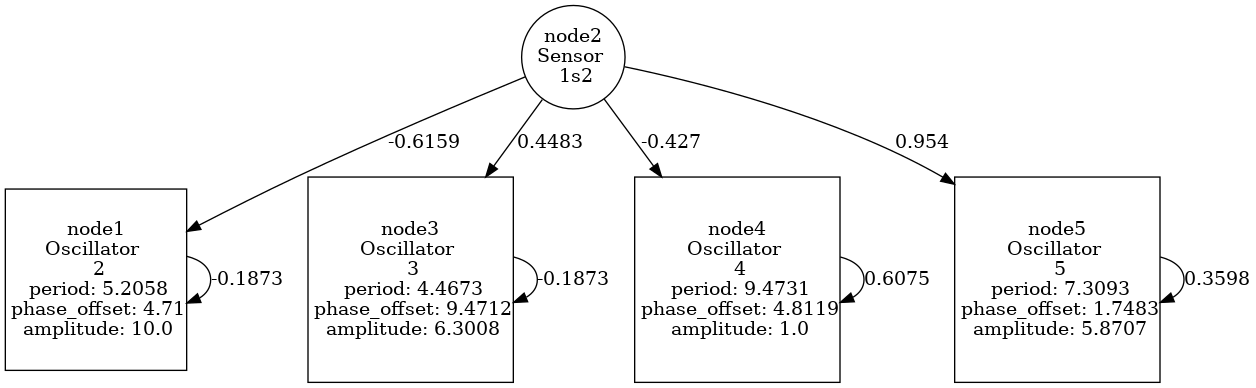 node2
Sensor
1s2
-0.6159
0.4483
-0.427
0.954
node1
Oscillator
2
period: 5.2058
phase_offset: 4.71
amplitude: 10.0
-0.1873
node3
Oscillator
3
period: 4.4673
phase_offset: 9.4712
amplitude: 6.3008
-0.1873
node4
Oscillator
4
period: 9.4731
phase_offset: 4.8119
amplitude: 1.0
0.6075
node5
Oscillator
5
period: 7.3093
phase_offset: 1.7483
amplitude: 5.8707
0.3598